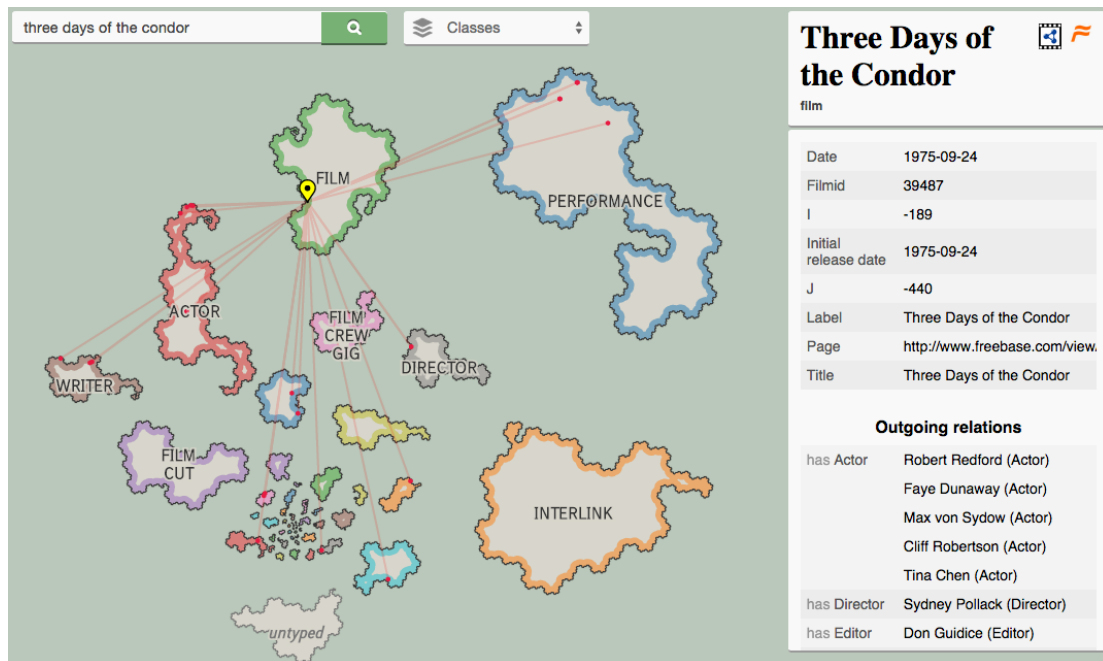 three days of the condor
Classes
FILM
PERFORMANCE
ACTOR
FILM
CREW
GIG
DIRECTOR
WRITER
FILM
CUT
INTERLINK
untyped
Three Days of
the Condor
film
Date 1975-09-24
Filmid 39487
I -189
Initial
release date 1975-09-24
J -440
Label Three Days of the Condor
Page http://www.freebase.com/view.
Title Three Days of the Condor
Outgoing relations
has Actor Robert Redford (Actor)
Faye Dunaway (Actor)
Max von Sydow (Actor)
Cliff Robertson (Actor)
Tina Chen (Actor)
has Director Sydney Pollack (Director)
has Editor Don Guidice (Editor)